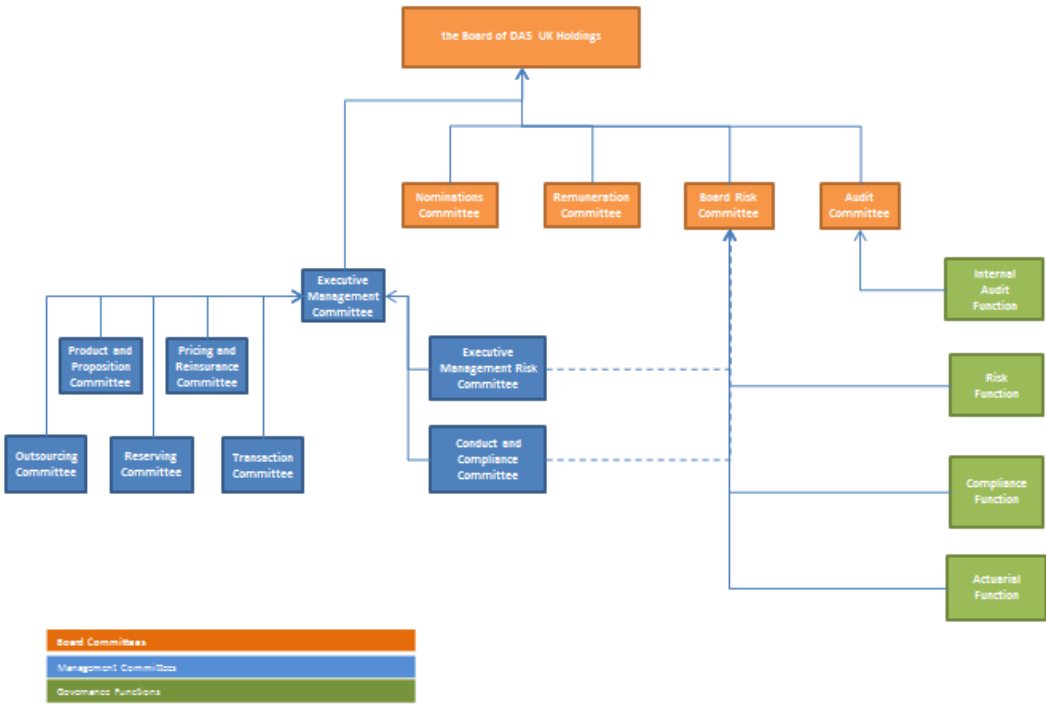 the Board of DAS UK Holdings
Nominations
Committee
Remuneration
Committee
Board Risk
Committee
Audit
Committee
Internal
Audit
Function
Executive
Management
Committee
Product and
Proposition
Committee
Pricing and
Reinsurance
Committee
Executive
Management Risk
Committee
Risk
Function
Outsourcing
Committee
Reserving
Committee
Transaction
Committee
Conduct and
Compliance
Committee
Compliance
Function
Actuarial
Function
Board Committees
Management Committees
Governance Functions